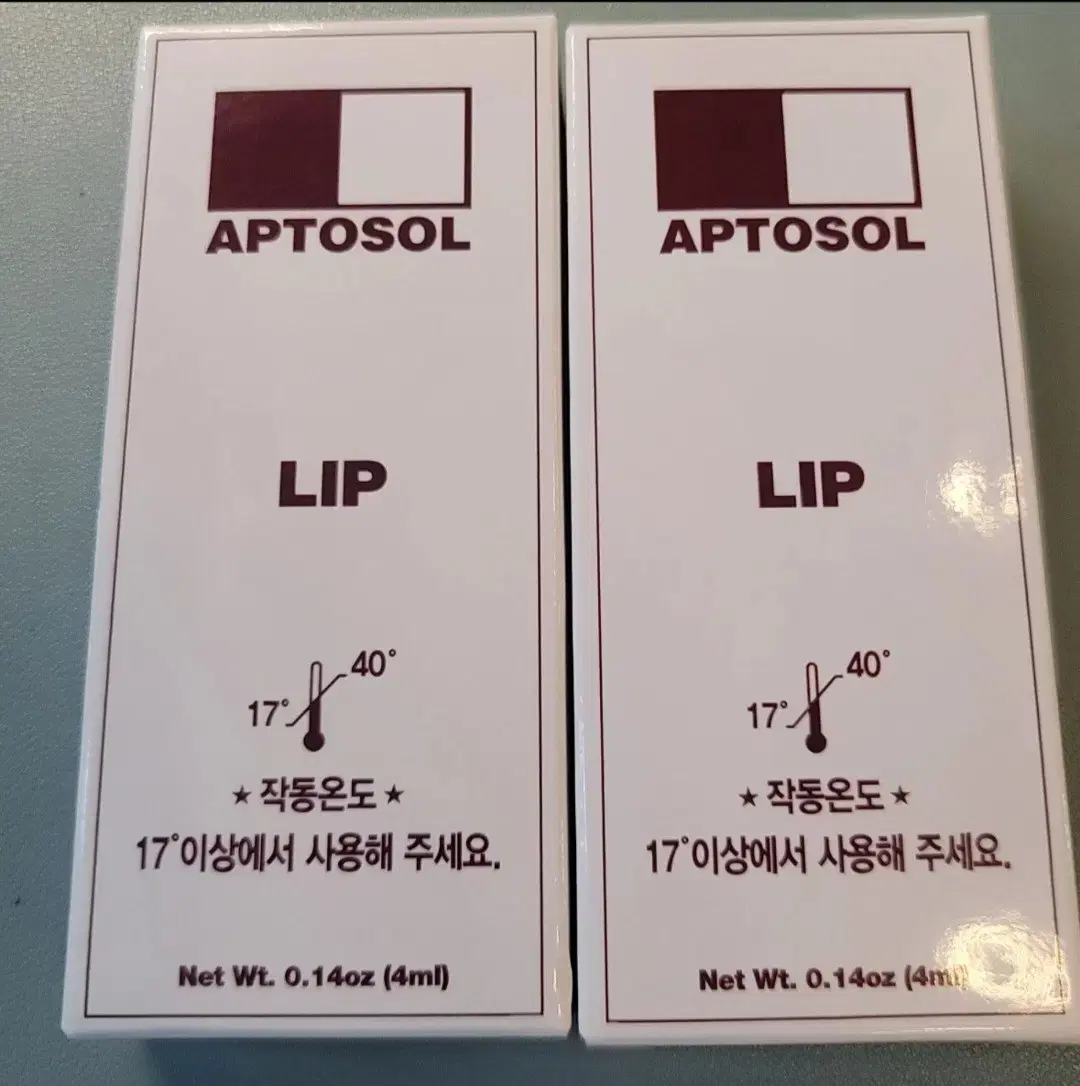 APTOSOL
LIP
40°
17°
★ 작동온도 ★
17°이상에서 사용해 주세요.
Net Wt. 0.14oz (4ml)
APTOSOL
LIP
40°
17°
★ 작동온도 ★
17°이상에서 사용해 주세요.
Net Wt. 0.14oz (4ml)